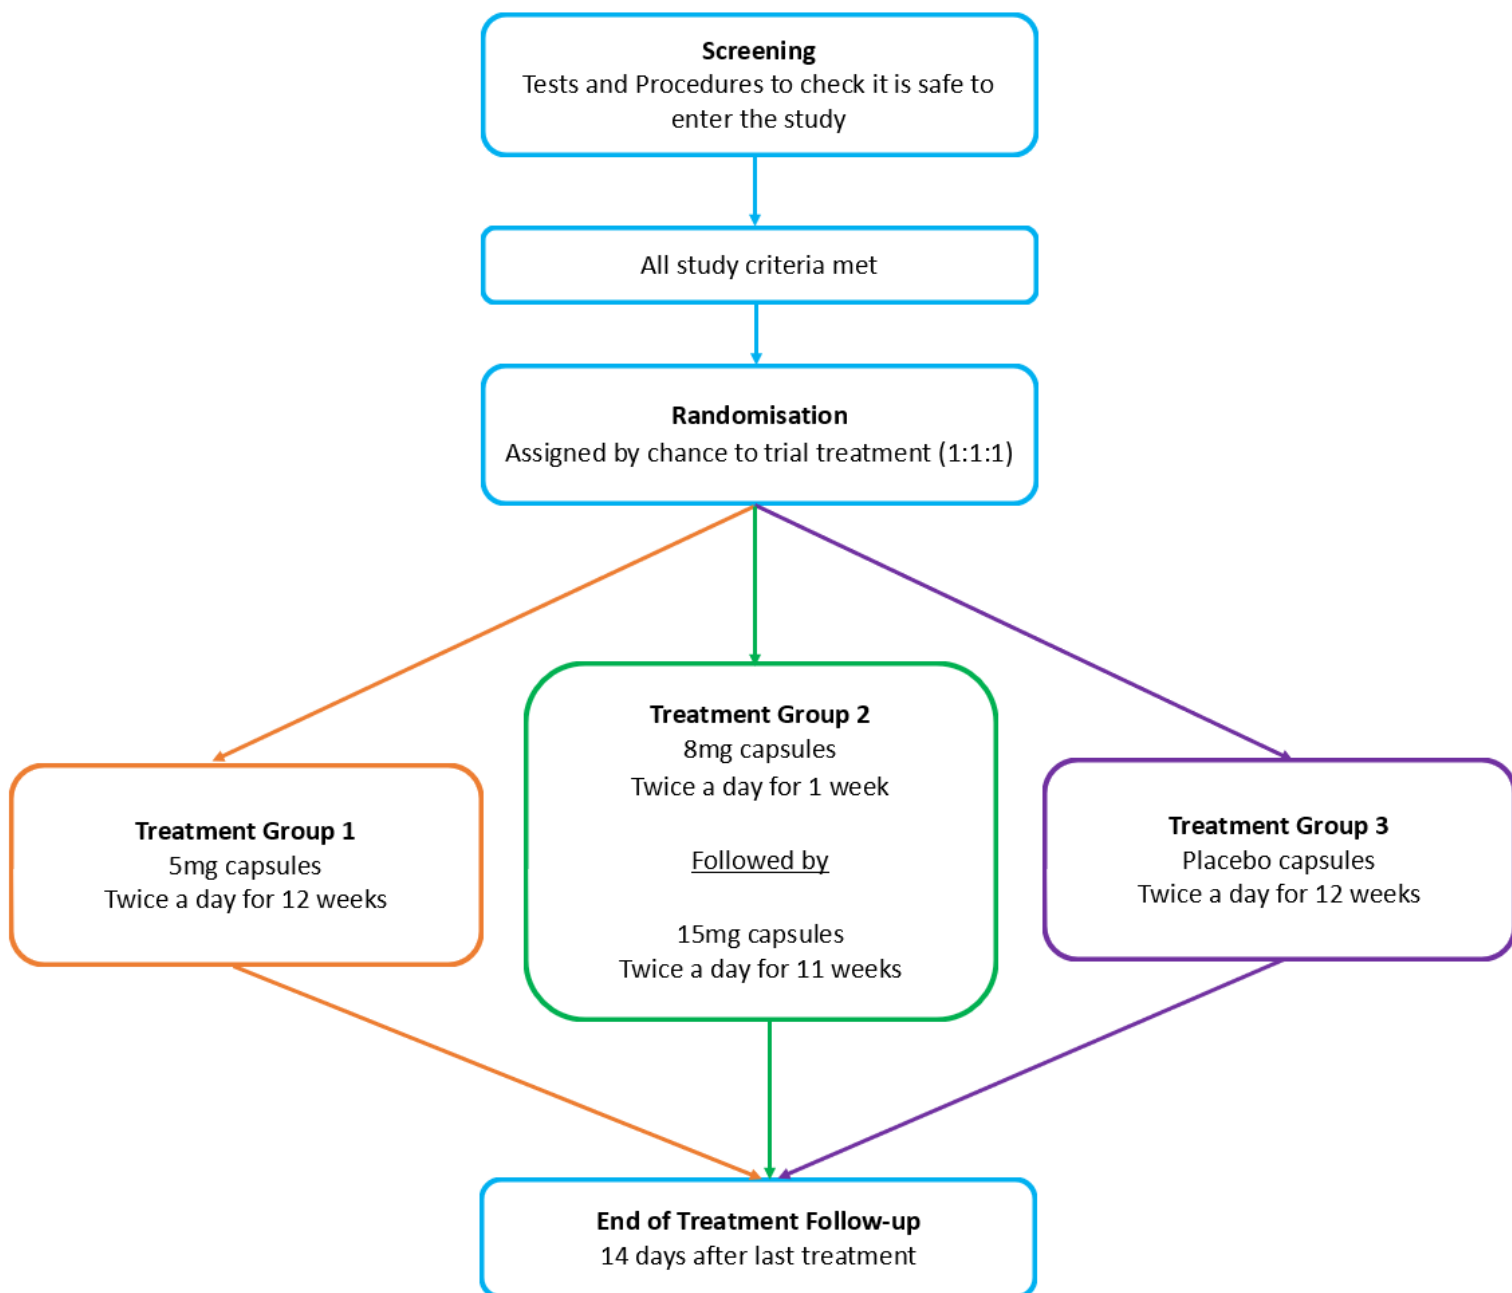 Screening
Tests and Procedures to check it is safe to
enter the study
All study criteria met
Randomisation
Assigned by chance to trial treatment (1:1:1)
Treatment Group 1
5mg capsules
Twice a day for 12 weeks
Treatment Group 2
8mg capsules
Twice a day for 1 week
Followed by
15mg capsules
Twice a day for 11 weeks
Treatment Group 3
Placebo capsules
Twice a day for 12 weeks
End of Treatment Follow-up
14 days after last treatment